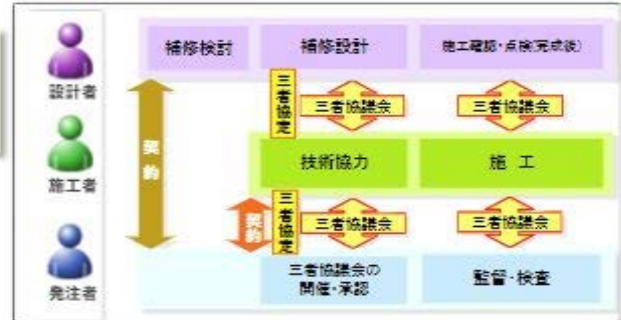 補修検討
補修設計
施工確認・点検(完成後)
設計者
三者協定
三者協議会
三者協議会
契約
技術協力
施 工
施工者
契約
三者協定
三者協議会
三者協議会
三者協議会の
開催・承認
監督・検査
発注者